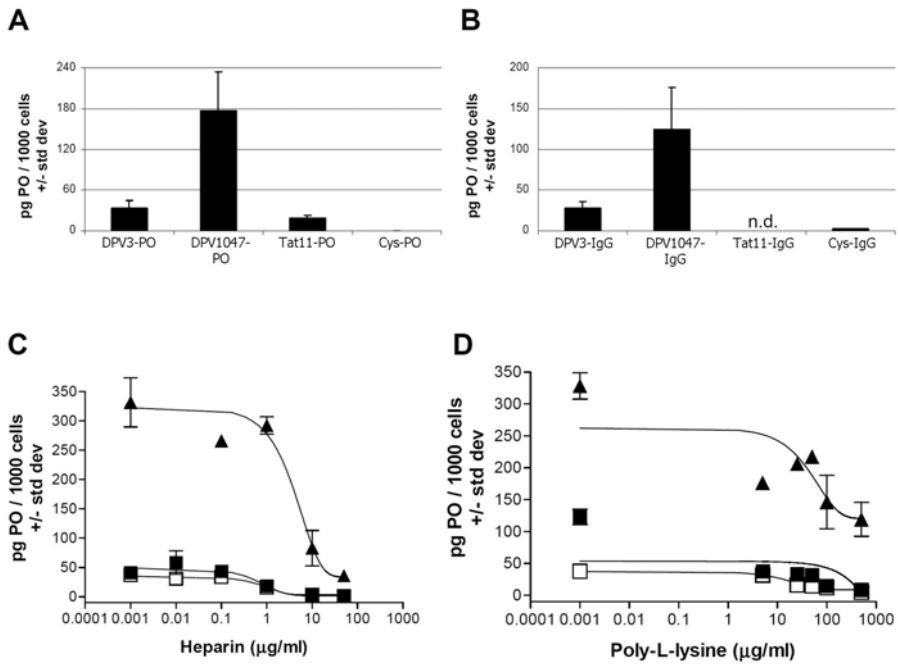 A
pg PO / 1000 cells
+/- std dev
240
180
120
60
0
DPV3-PO
DPV1047-
PO
Tat11-PO
Cys-PO
B
pg PO / 1000 cells
+/- std dev
200
150
100
50
0
n.d.
DPV3-IgG
DPV1047-
IgG
Tat11-IgG
Cys-IgG
C
pg PO / 1000 cells
+/- std dev
350
300
250
200
150
100
50
0
0.0001 0.001 0.01 0.1 1 10 100 1000
Heparin (µg/ml)
D
pg PO / 1000 cells
+/- std dev
350
300
250
200
150
100
50
0
0.0001 0.001 0.01 0.1 1 10 100 1000
Poly-L-lysine (µg/ml)